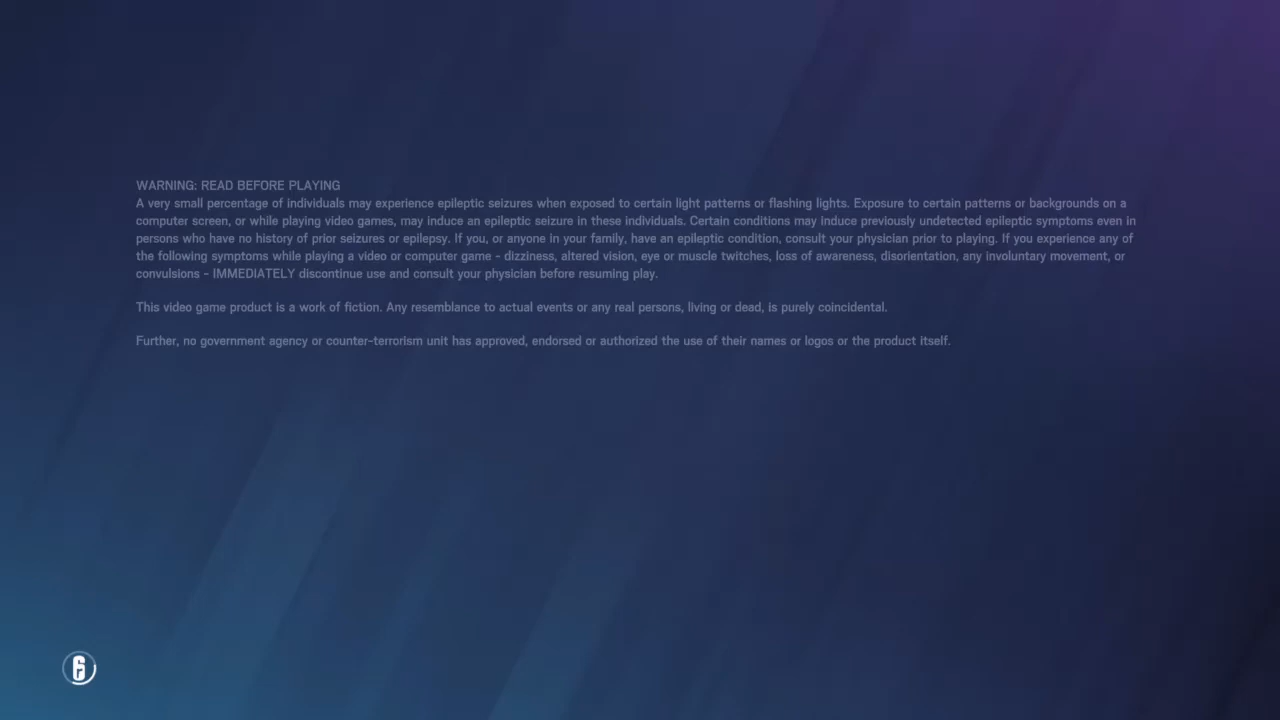 WARNING: READ BEFORE PLAYING
A very small percentage of individuals may experience epileptic seizures when exposed to certain light patterns or flashing lights. Exposure to certain patterns or backgrounds on a
computer screen, or while playing video games, may induce an epileptic seizure in these individuals. Certain conditions may induce previously undetected epileptic symptoms even in
persons who have no history of prior seizures or epilepsy. If you, or anyone in your family, have an epileptic condition, consult your physician prior to playing. If you experience any of
the following symptoms while playing a video or computer game - dizziness, altered vision, eye or muscle twitches, loss of awareness, disorientation, any involuntary movement, or
convulsions - IMMEDIATELY discontinue use and consult your physician before resuming play.
This video game product is a work of fiction. Any resemblance to actual events or any real persons, living or dead, is purely coincidental.
Further, no government agency or counter-terrorism unit has approved, endorsed or authorized the use of their names or logos or the product itself.
6